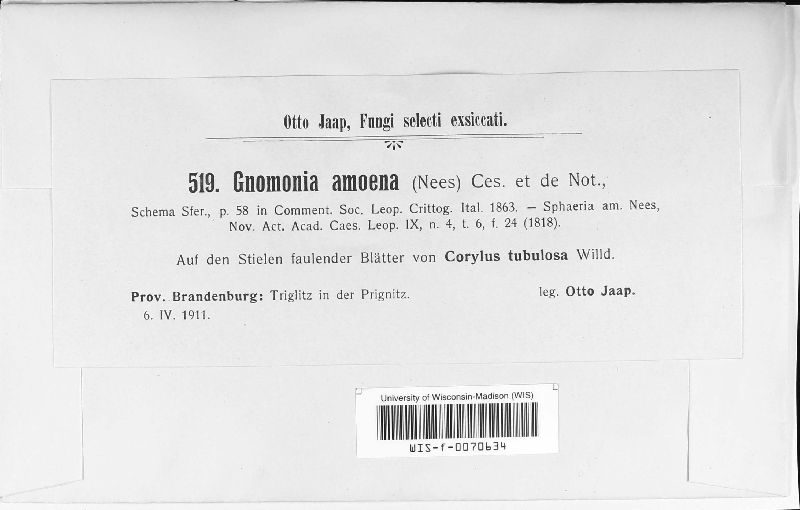 Otto Jaap, Fungi selecti exsiccati.
519. Gnomonia amoena (Nees) Ces. et de Not.,
Schema Sfer., p. 58 in Comment. Soc. Leop. Crittog. Ital. 1863. — Sphaeria am. Nees,
Nov. Act. Acad. Caes. Leop. IX, n. 4, t. 6, f. 24 (1818).
Auf den Stielen faulender Blätter von Corylus tubulosa Willd.
Prov. Brandenburg: Triglitz in der Prignitz. leg. Otto Jaap.
6. IV. 1911.
University of Wisconsin-Madison (WIS)
WIS-f-0070634